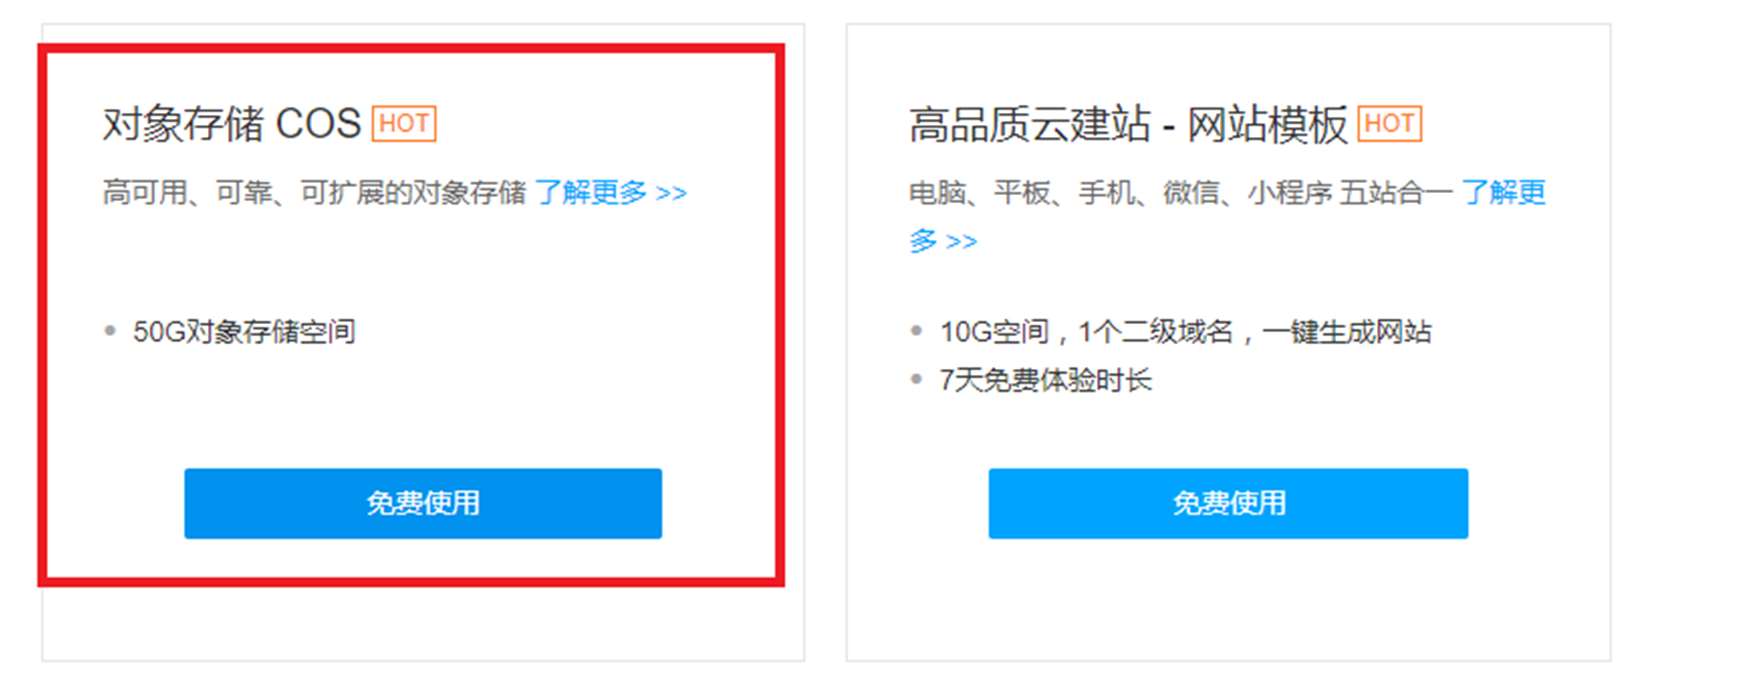 对象存储 COS HOT
高可用、可靠、可扩展的对象存储 了解更多 >>
50G对象存储空间
免费使用
高品质云建站 - 网站模板 HOT
电脑、平板、手机、微信、小程序 五站合一 了解更
多 >>
10G空间，1个二级域名，一键生成网站
7天免费体验时长
免费使用